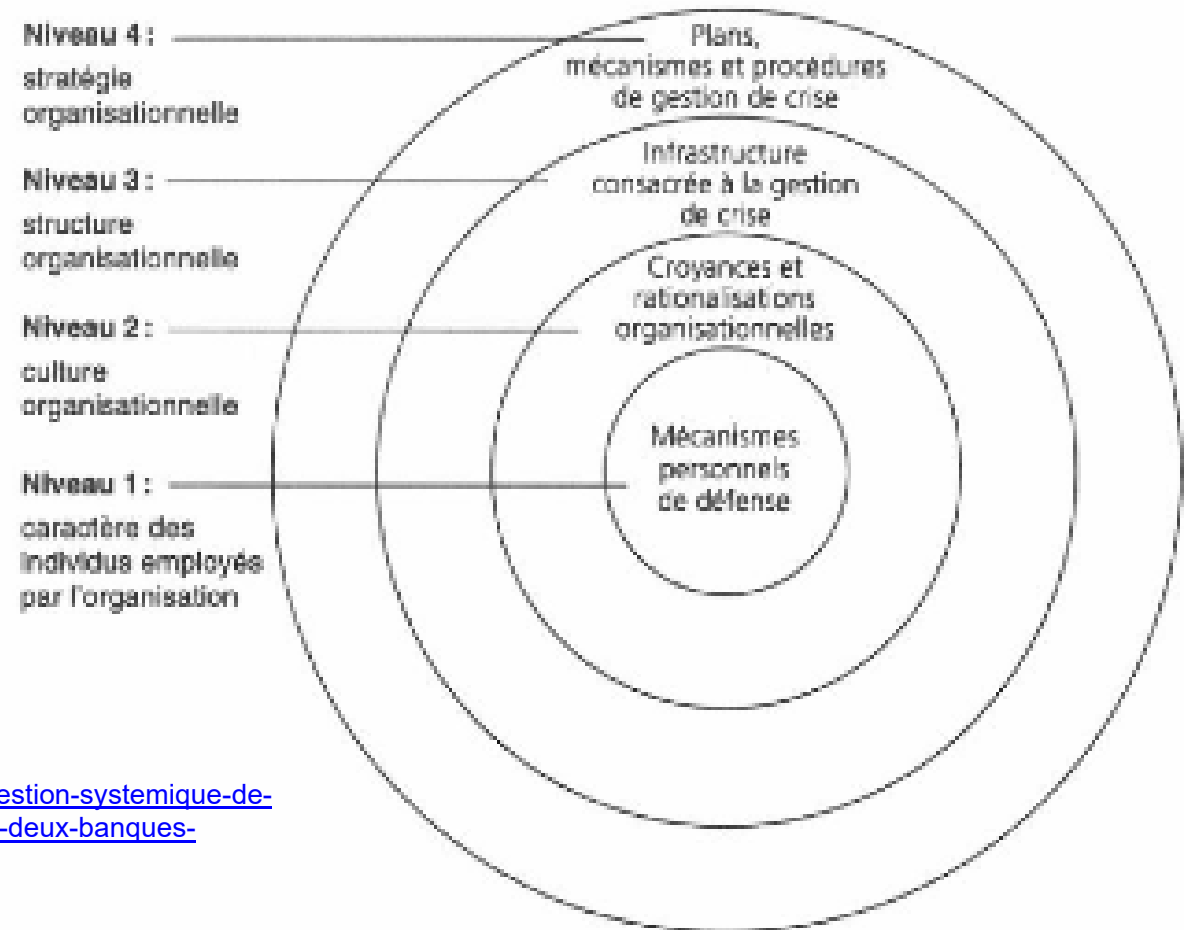 Niveau 4 :
stratégie
organisationnelle
Plans,
mécanismes et procédures
de gestion de crise
Niveau 3 :
structure
organisationnelle
Infrastructure
consacrée à la gestion
de crise
Niveau 2 :
culture
organisationnelle
Croyances et
rationalisations
organisationnelles
Niveau 1 :
caractère des
individus employés
par l'organisation
Mécanismes
personnels
de défense
estion-systemique-de-
-deux-banques-